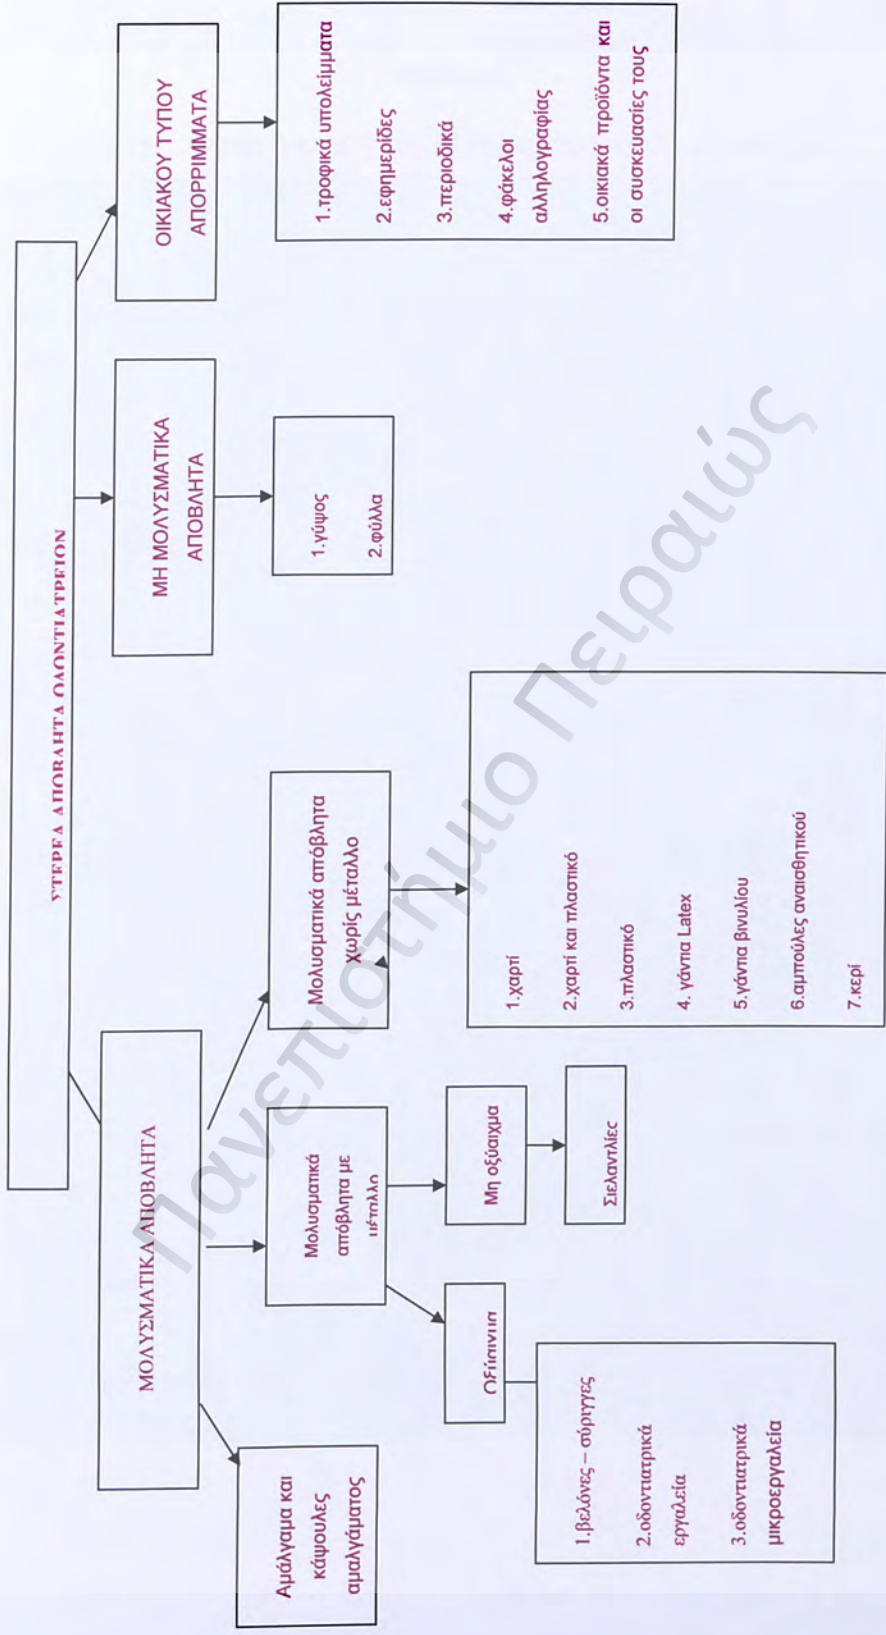 ΣΤΕΡΕΑ ΑΠΟΒΛΗΤΑ ΟΔΟΝΤΙΑΤΡΕΙΩΝ
ΜΟΛΥΣΜΑΤΙΚΑ ΑΠΟΒΛΗΤΑ
ΜΗ ΜΟΛΥΣΜΑΤΙΚΑ
ΑΠΟΒΛΗΤΑ
ΟΙΚΙΑΚΟΥ ΤΥΠΟΥ
ΑΠΟΡΡΙΜΜΑΤΑ
Αμάλγαμα και
κάψουλες
αμαλγάματος
Μολυσματικά
απόβλητα με
μέταλλο
Μολυσματικά απόβλητα
χωρίς μέταλλο
1.γύψος
2.φύλλα
1.τροφικά υπολείμματα
2.εφημερίδες
3.περιοδικά
4.φάκελοι
αλληλογραφίας
5.οικιακά προϊόντα και
οι συσκευασίες τους
Οξύαιχμα
Μη οξύαιχμα
1.χαρτί
2.χαρτί και πλαστικό
3.πλαστικό
4. γάντια Latex
5.γάντια βινυλίου
6.αμπούλες αναισθητικού
7.κερί
1.βελόνες – σύριγγες
2.οδοντιατρικά
εργαλεία
3.οδοντιατρικά
μικροεργαλεία
Σιελαντλίες
Πανεπιστήμιο Πειραιώς